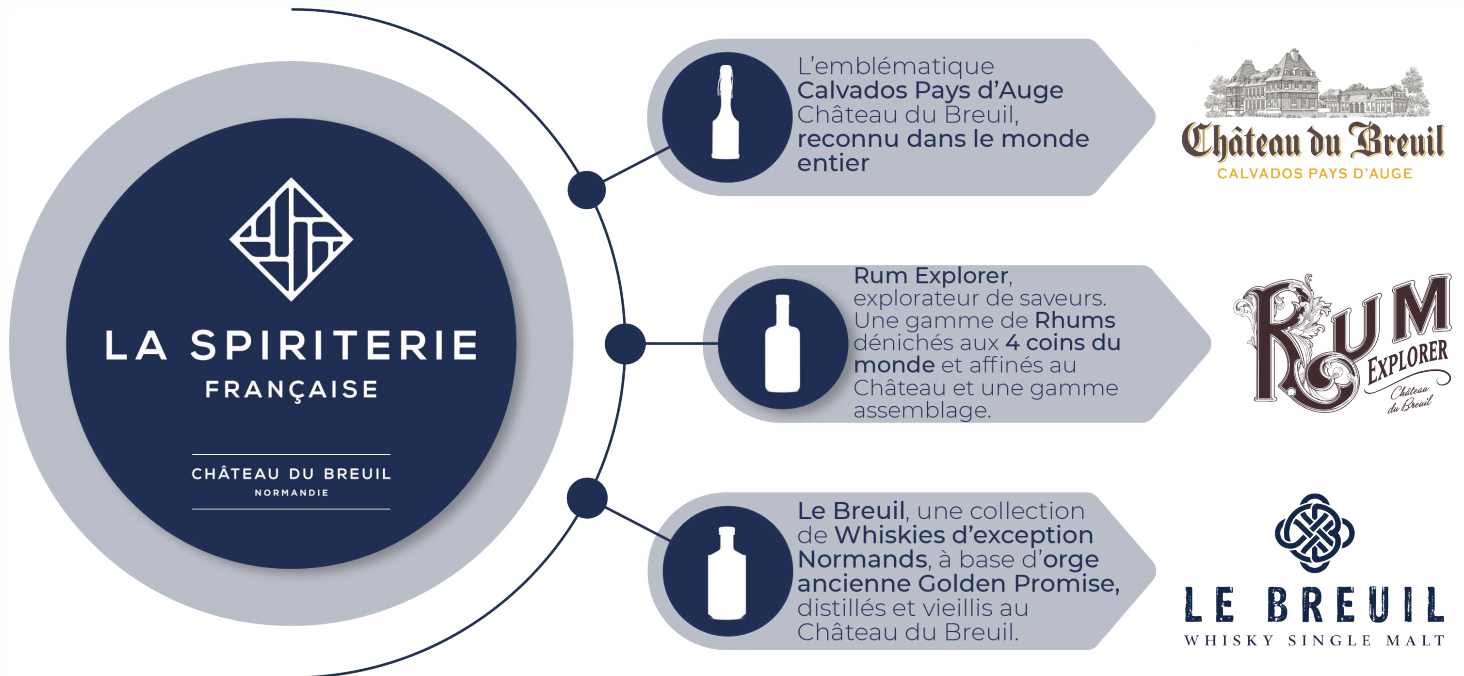 LA SPIRITERIE
FRANÇAISE
CHÂTEAU DU BREUIL
NORMANDIE
L'emblématique
Calvados Pays d'Auge
Château du Breuil,
reconnu dans le monde
entier
Château du Breuil
CALVADOS PAYS D'AUGE
Rum Explorer,
explorateur de saveurs.
Une gamme de Rhums
dénichés aux 4 coins du
monde et affinés au
Château et une gamme
assemblage.
RUM
EXPLORER
Château
du Breuil
Le Breuil, une collection
de Whiskies d'exception
Normands, à base d'orge
ancienne Golden Promise,
distillés et vieillis au
Château du Breuil.
LE BREUIL
WHISKY SINGLE MALT